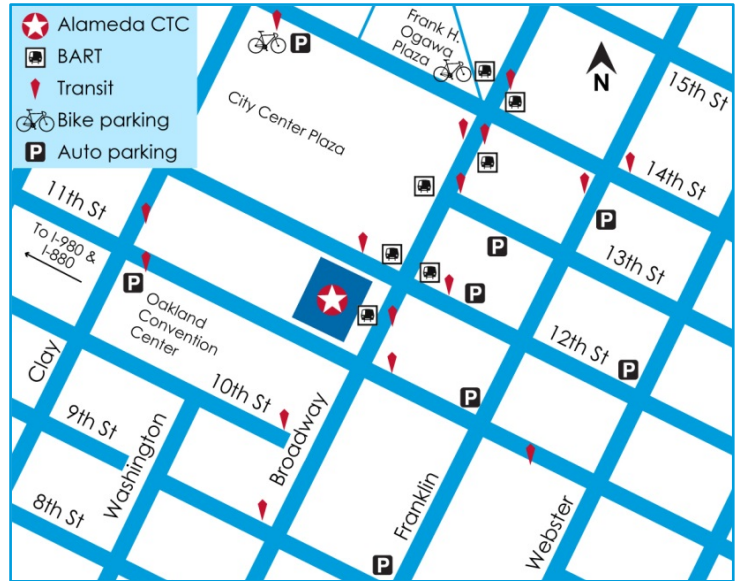 Alameda CTC
BART
Transit
Bike parking
P Auto parking
P
Frank H.
Ogawa
Plaza
N
15th St
City Center Plaza
14th St
11th St
P
13th St
To I-980 &
I-880
P
P
P
Oakland
Convention
Center
12th St
P
Clay
10th St
P
9th St
Washington
Broadway
8th St
Franklin
Webster
P